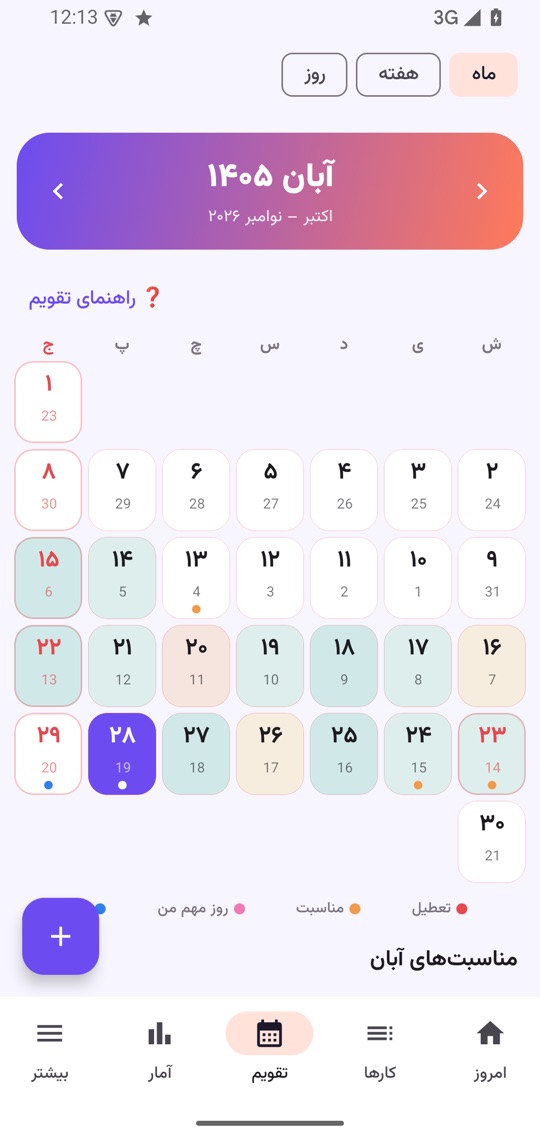 12:13 3G
ماه هفته روز
آبان ۱۴۰۵
اکتبر – نوامبر ۲۰۲۶
❓ راهنمای تقویم
ش ی د س چ پ ج
۱
23
۲ ۳ ۴ ۵ ۶ ۷ ۸
24 25 26 27 28 29 30
۹ ۱۰ ۱۱ ۱۲ ۱۳ ۱۴ ۱۵
31 1 2 3 4 5 6
۱۶ ۱۷ ۱۸ ۱۹ ۲۰ ۲۱ ۲۲
7 8 9 10 11 12 13
۲۳ ۲۴ ۲۵ ۲۶ ۲۷ ۲۸ ۲۹
14 15 16 17 18 19 20
۳۰
21
تعطیل مناسبت روز مهم من
+
مناسبت‌های آبان
امروز کارها تقویم آمار بیشتر